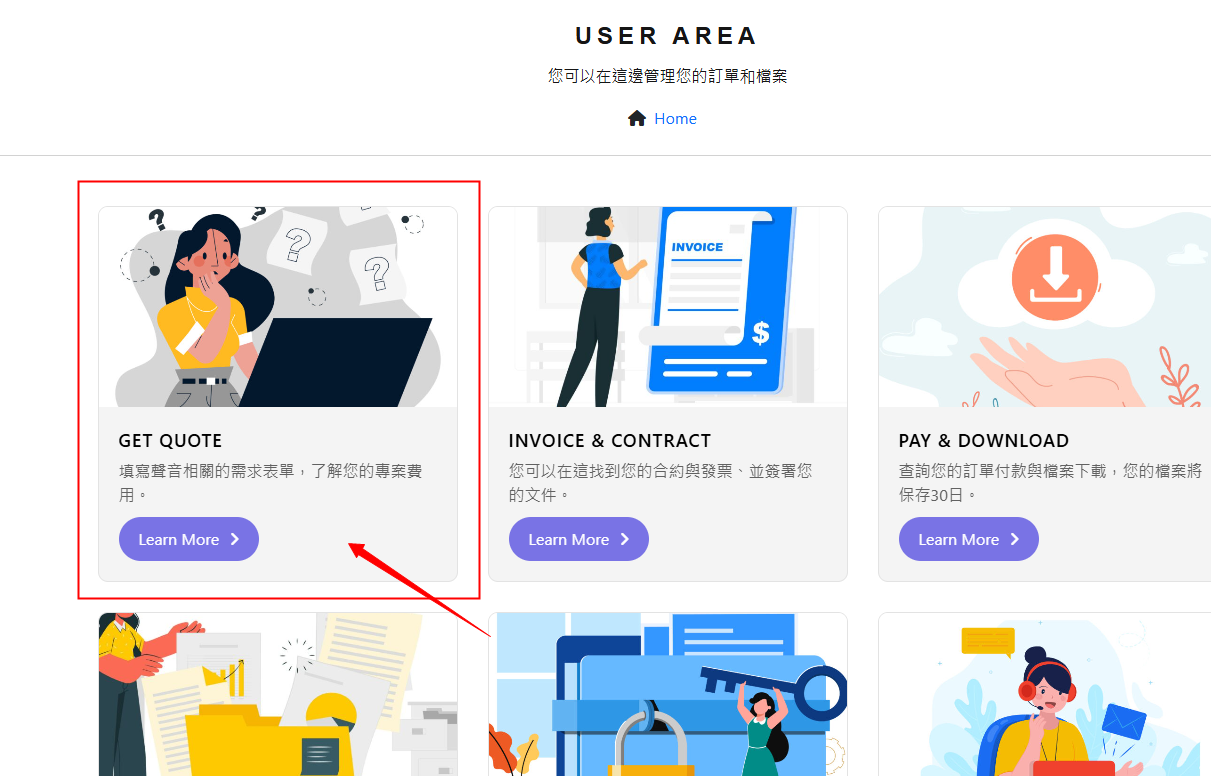 USER AREA
您可以在這邊管理您的訂單和檔案
Home
? ?
?
?
INVOICE
$
GET QUOTE
填寫聲音相關的需求表單，了解您的專案費
用。
Learn More
INVOICE & CONTRACT
您可以在這找到您的合約與發票、並簽署您
的文件。
Learn More
PAY & DOWNLOAD
查詢您的訂單付款與檔案下載，您的檔案將
保存30日。
Learn More